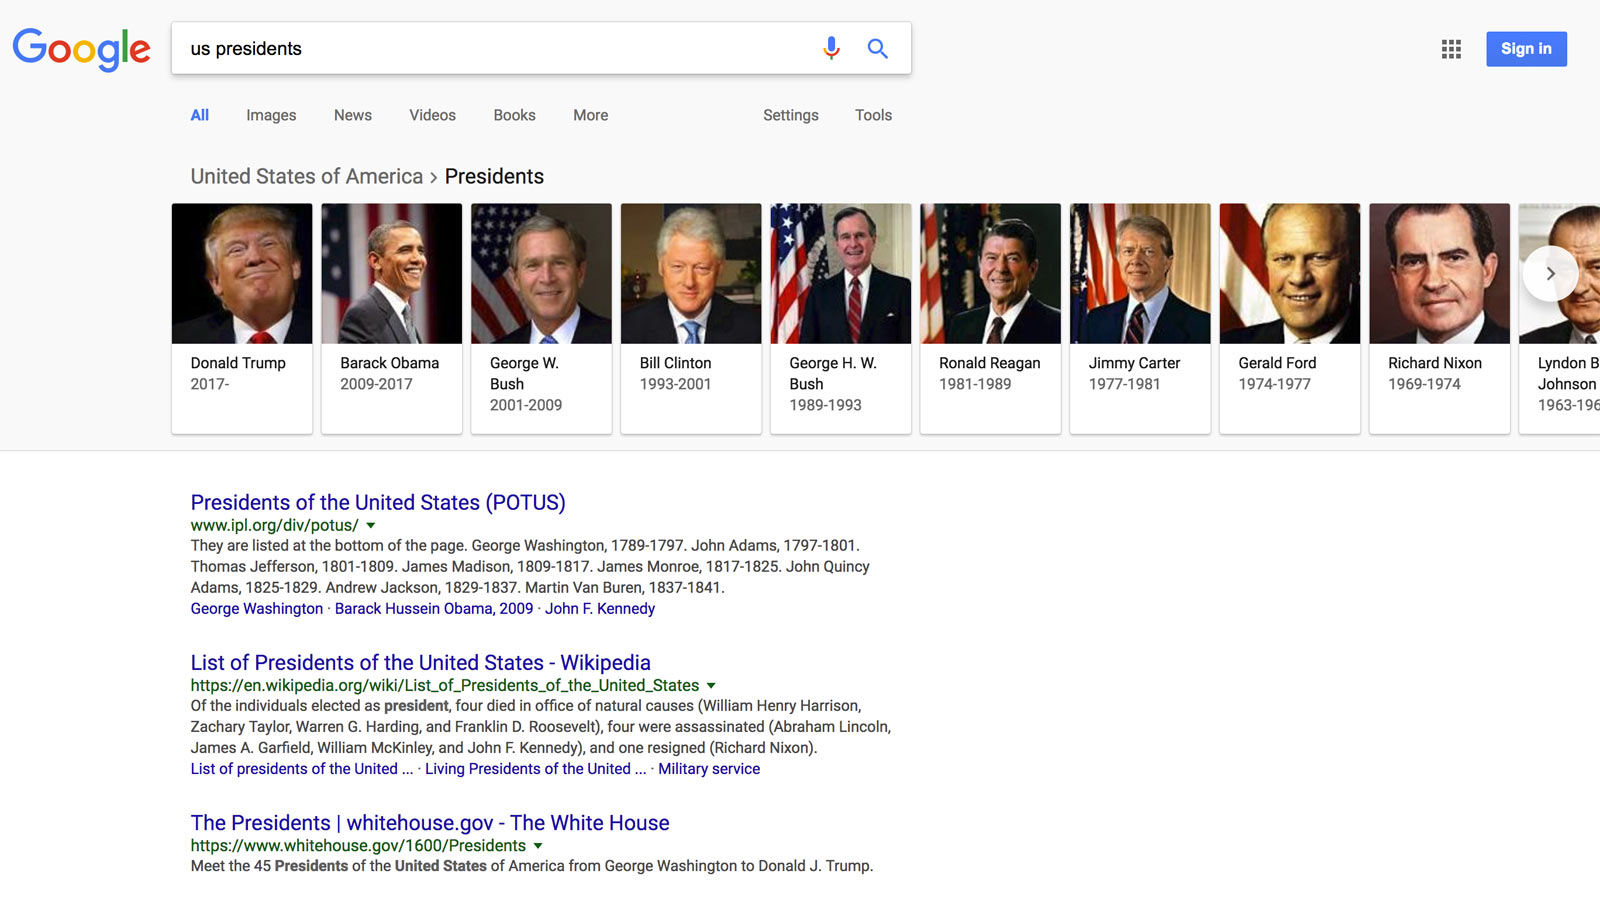 Google
us presidents
Sign in
All Images News Videos Books More Settings Tools
United States of America › Presidents
Donald Trump
2017-
Barack Obama
2009-2017
George W.
Bush
2001-2009
Bill Clinton
1993-2001
George H. W.
Bush
1989-1993
Ronald Reagan
1981-1989
Jimmy Carter
1977-1981
Gerald Ford
1974-1977
Richard Nixon
1969-1974
Lyndon B
Johnson
1963-196
Presidents of the United States (POTUS)
www.ipl.org/div/potus/
They are listed at the bottom of the page. George Washington, 1789-1797. John Adams, 1797-1801.
Thomas Jefferson, 1801-1809. James Madison, 1809-1817. James Monroe, 1817-1825. John Quincy
Adams, 1825-1829. Andrew Jackson, 1829-1837. Martin Van Buren, 1837-1841.
George Washington · Barack Hussein Obama, 2009 · John F. Kennedy
List of Presidents of the United States - Wikipedia
https://en.wikipedia.org/wiki/List_of_Presidents_of_the_United_States
Of the individuals elected as president, four died in office of natural causes (William Henry Harrison,
Zachary Taylor, Warren G. Harding, and Franklin D. Roosevelt), four were assassinated (Abraham Lincoln,
James A. Garfield, William McKinley, and John F. Kennedy), and one resigned (Richard Nixon).
List of presidents of the United ... · Living Presidents of the United ... · Military service
The Presidents | whitehouse.gov - The White House
https://www.whitehouse.gov/1600/Presidents
Meet the 45 Presidents of the United States of America from George Washington to Donald J. Trump.